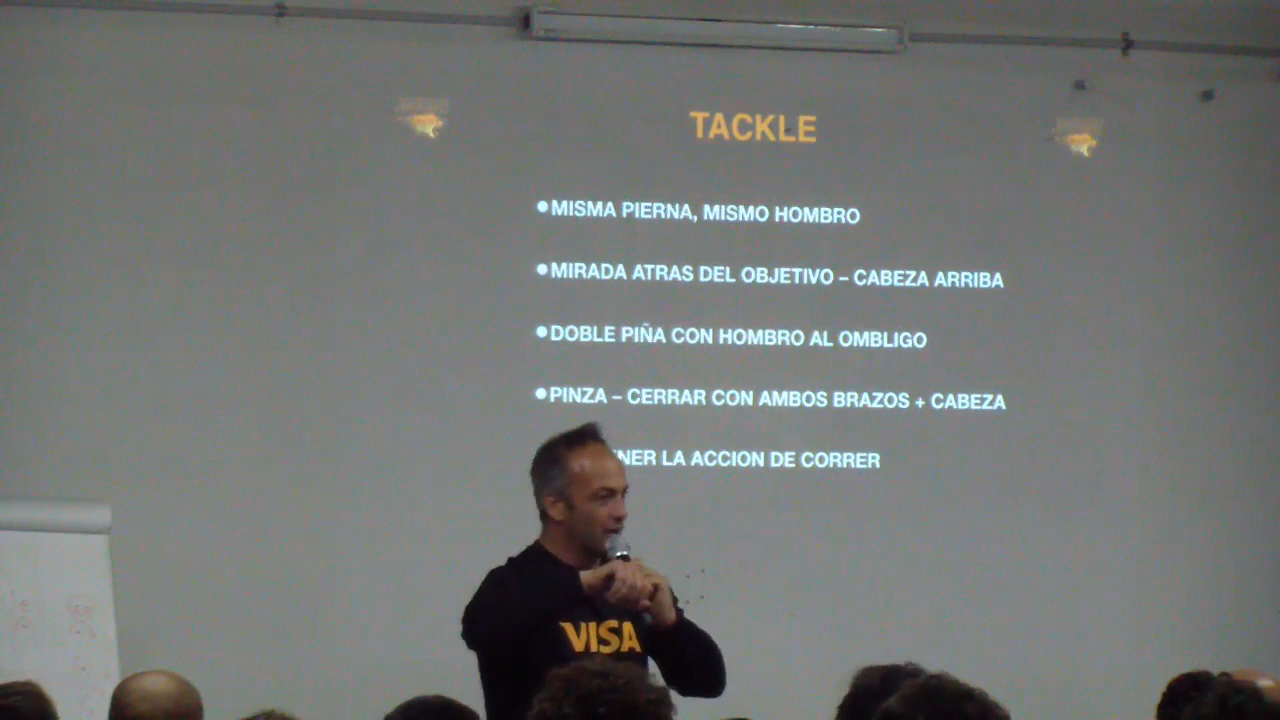 TACKLE
●MISMA PIERNA, MISMO HOMBRO
●MIRADA ATRAS DEL OBJETIVO – CABEZA ARRIBA
●DOBLE PIÑA CON HOMBRO AL OMBLIGO
●PINZA – CERRAR CON AMBOS BRAZOS + CABEZA
LA ACCION DE CORRER
VISA